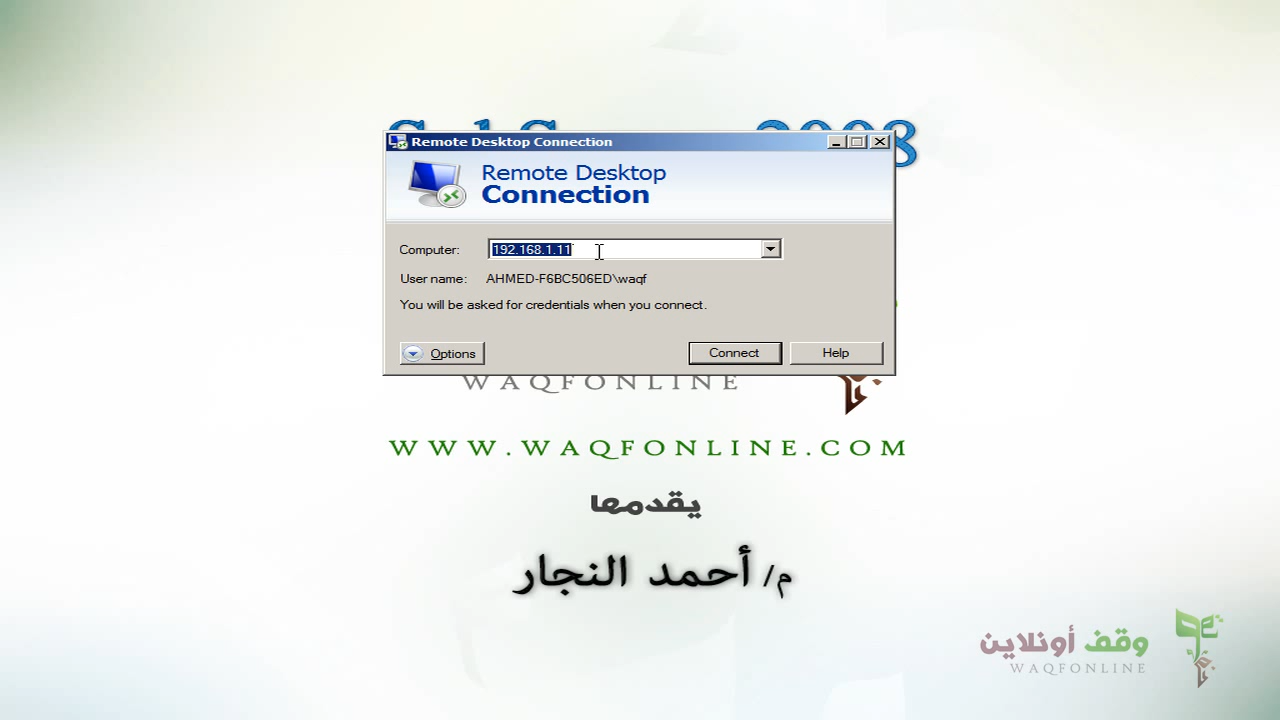 Remote Desktop Connection
Remote Desktop
Connection
Computer: 192.168.1.11
User name: AHMED-F6BC506ED\waqf
You will be asked for credentials when you connect.
Options Connect Help
WAQFONLINE
WWW.WAQFONLINE.COM
يقدمها
م/ أحمد النجار
وقف أونلاين
WAQFONLINE